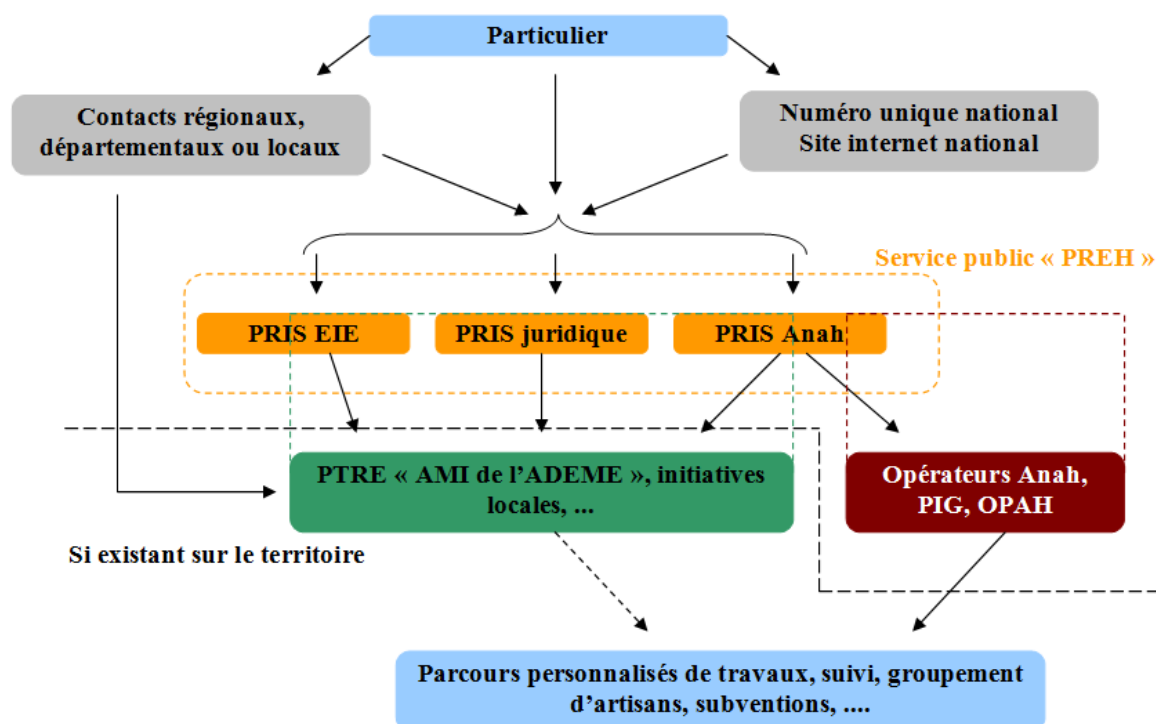 Particulier
Contacts régionaux,
départementaux ou locaux
Numéro unique national
Site internet national
Service public « PREH »
PRIS EIE
PRIS juridique
PRIS Anah
PTRE « AMI de l’ADEME », initiatives
locales, ...
Opérateurs Anah,
PIG, OPAH
Si existant sur le territoire
Parcours personnalisés de travaux, suivi, groupement
d’artisans, subventions, ....